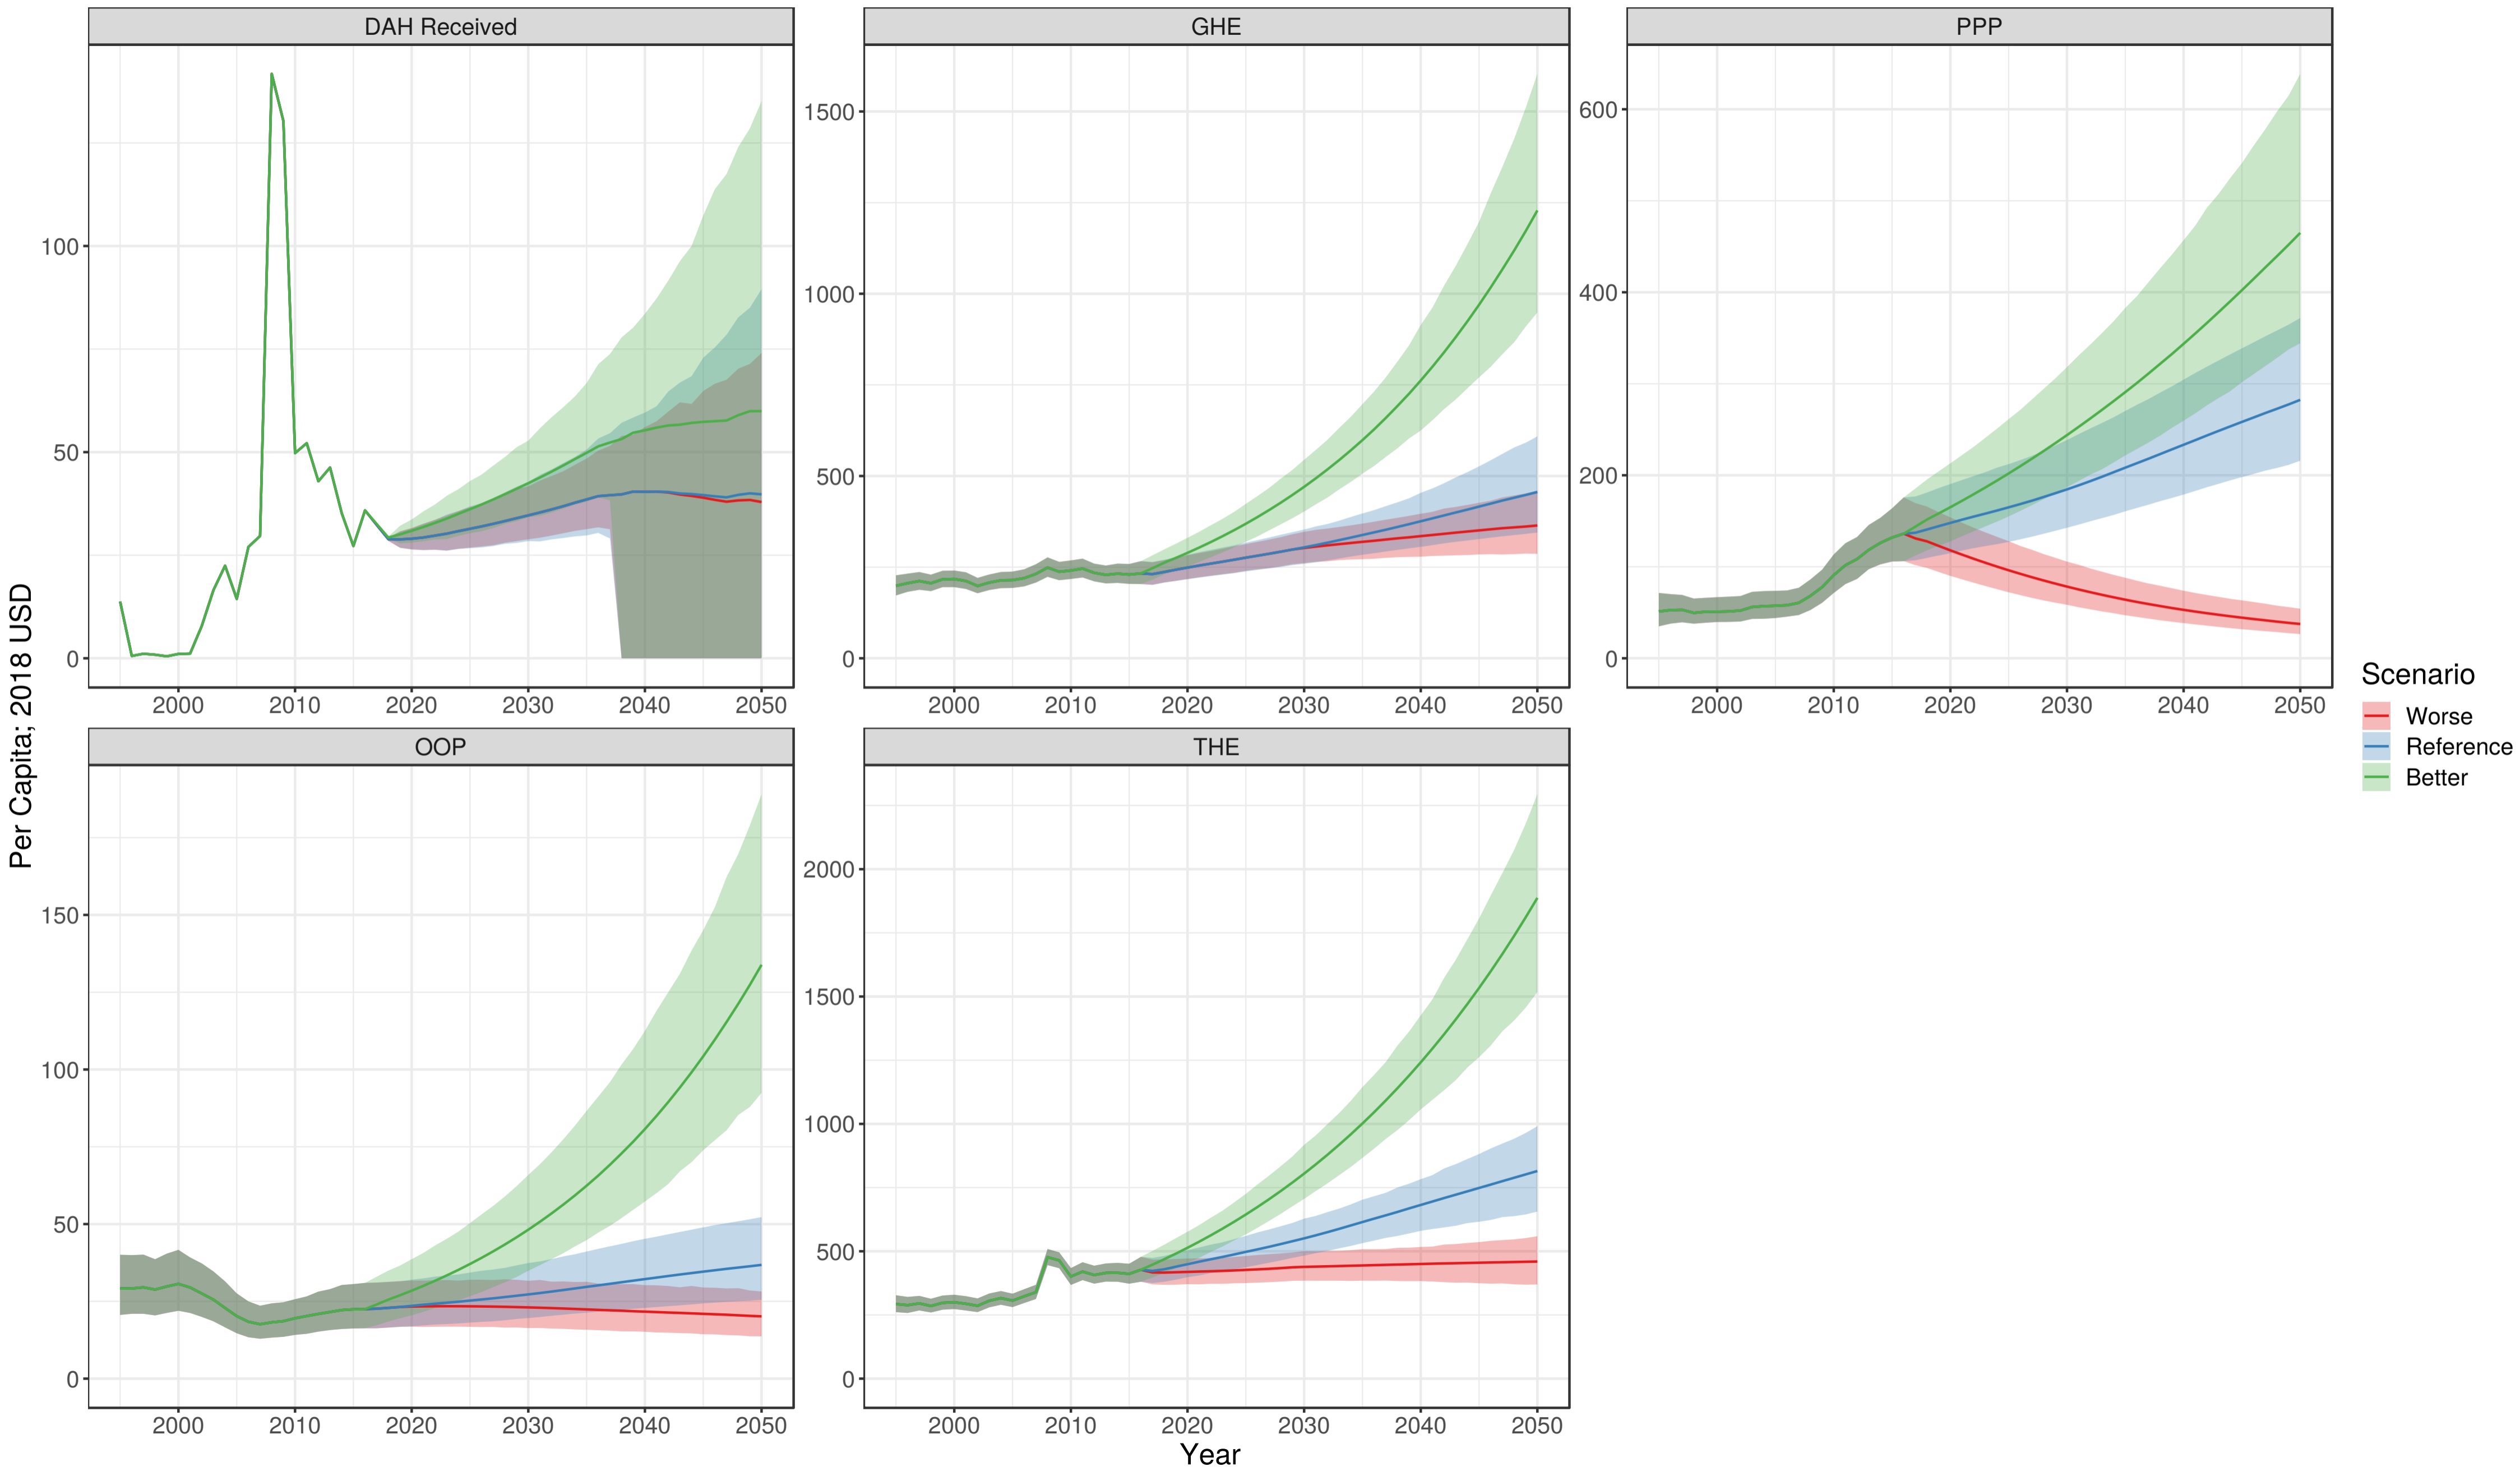 DAH Received
GHE
PPP
0
50
100
0
500
1000
1500
0
200
400
600
2000 2010 2020 2030 2040 2050
2000 2010 2020 2030 2040 2050
2000 2010 2020 2030 2040 2050
OOP
THE
0
50
100
150
0
500
1000
1500
2000
2000 2010 2020 2030 2040 2050
2000 2010 2020 2030 2040 2050
Year
Per Capita; 2018 USD
Scenario
Worse
Reference
Better